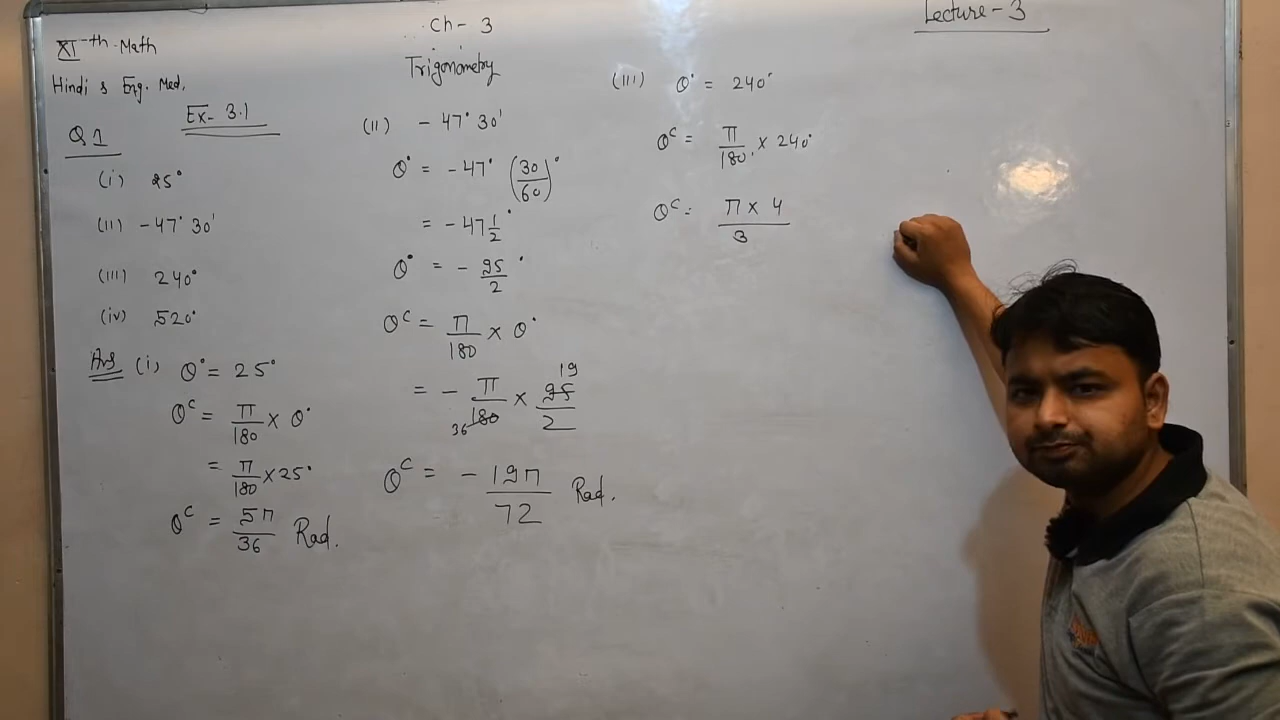 Lecture - 3
Ch - 3
Trigonometry
XI-th Math
Hindi & Eng. Med.
Ex- 3.1
Q1
(i) 25°
(ii) -47° 30'
(iii) 240°
(iv) 520°
Ans (i) θ° = 25°
θᶜ = π/180 × θ°
= π/180 × 25°
θᶜ = 5π/36 Rad.
(ii) - 47° 30'
θ° = -47° (30/60)°
= -47 1/2°
θ° = - 95/2 °
θᶜ = π/180 × θ°
= - π/180 × 95/2
36 19
θᶜ = - 19π/72 Rad.
(iii) θ° = 240°
θᶜ = π/180 × 240°
θᶜ = π × 4/3